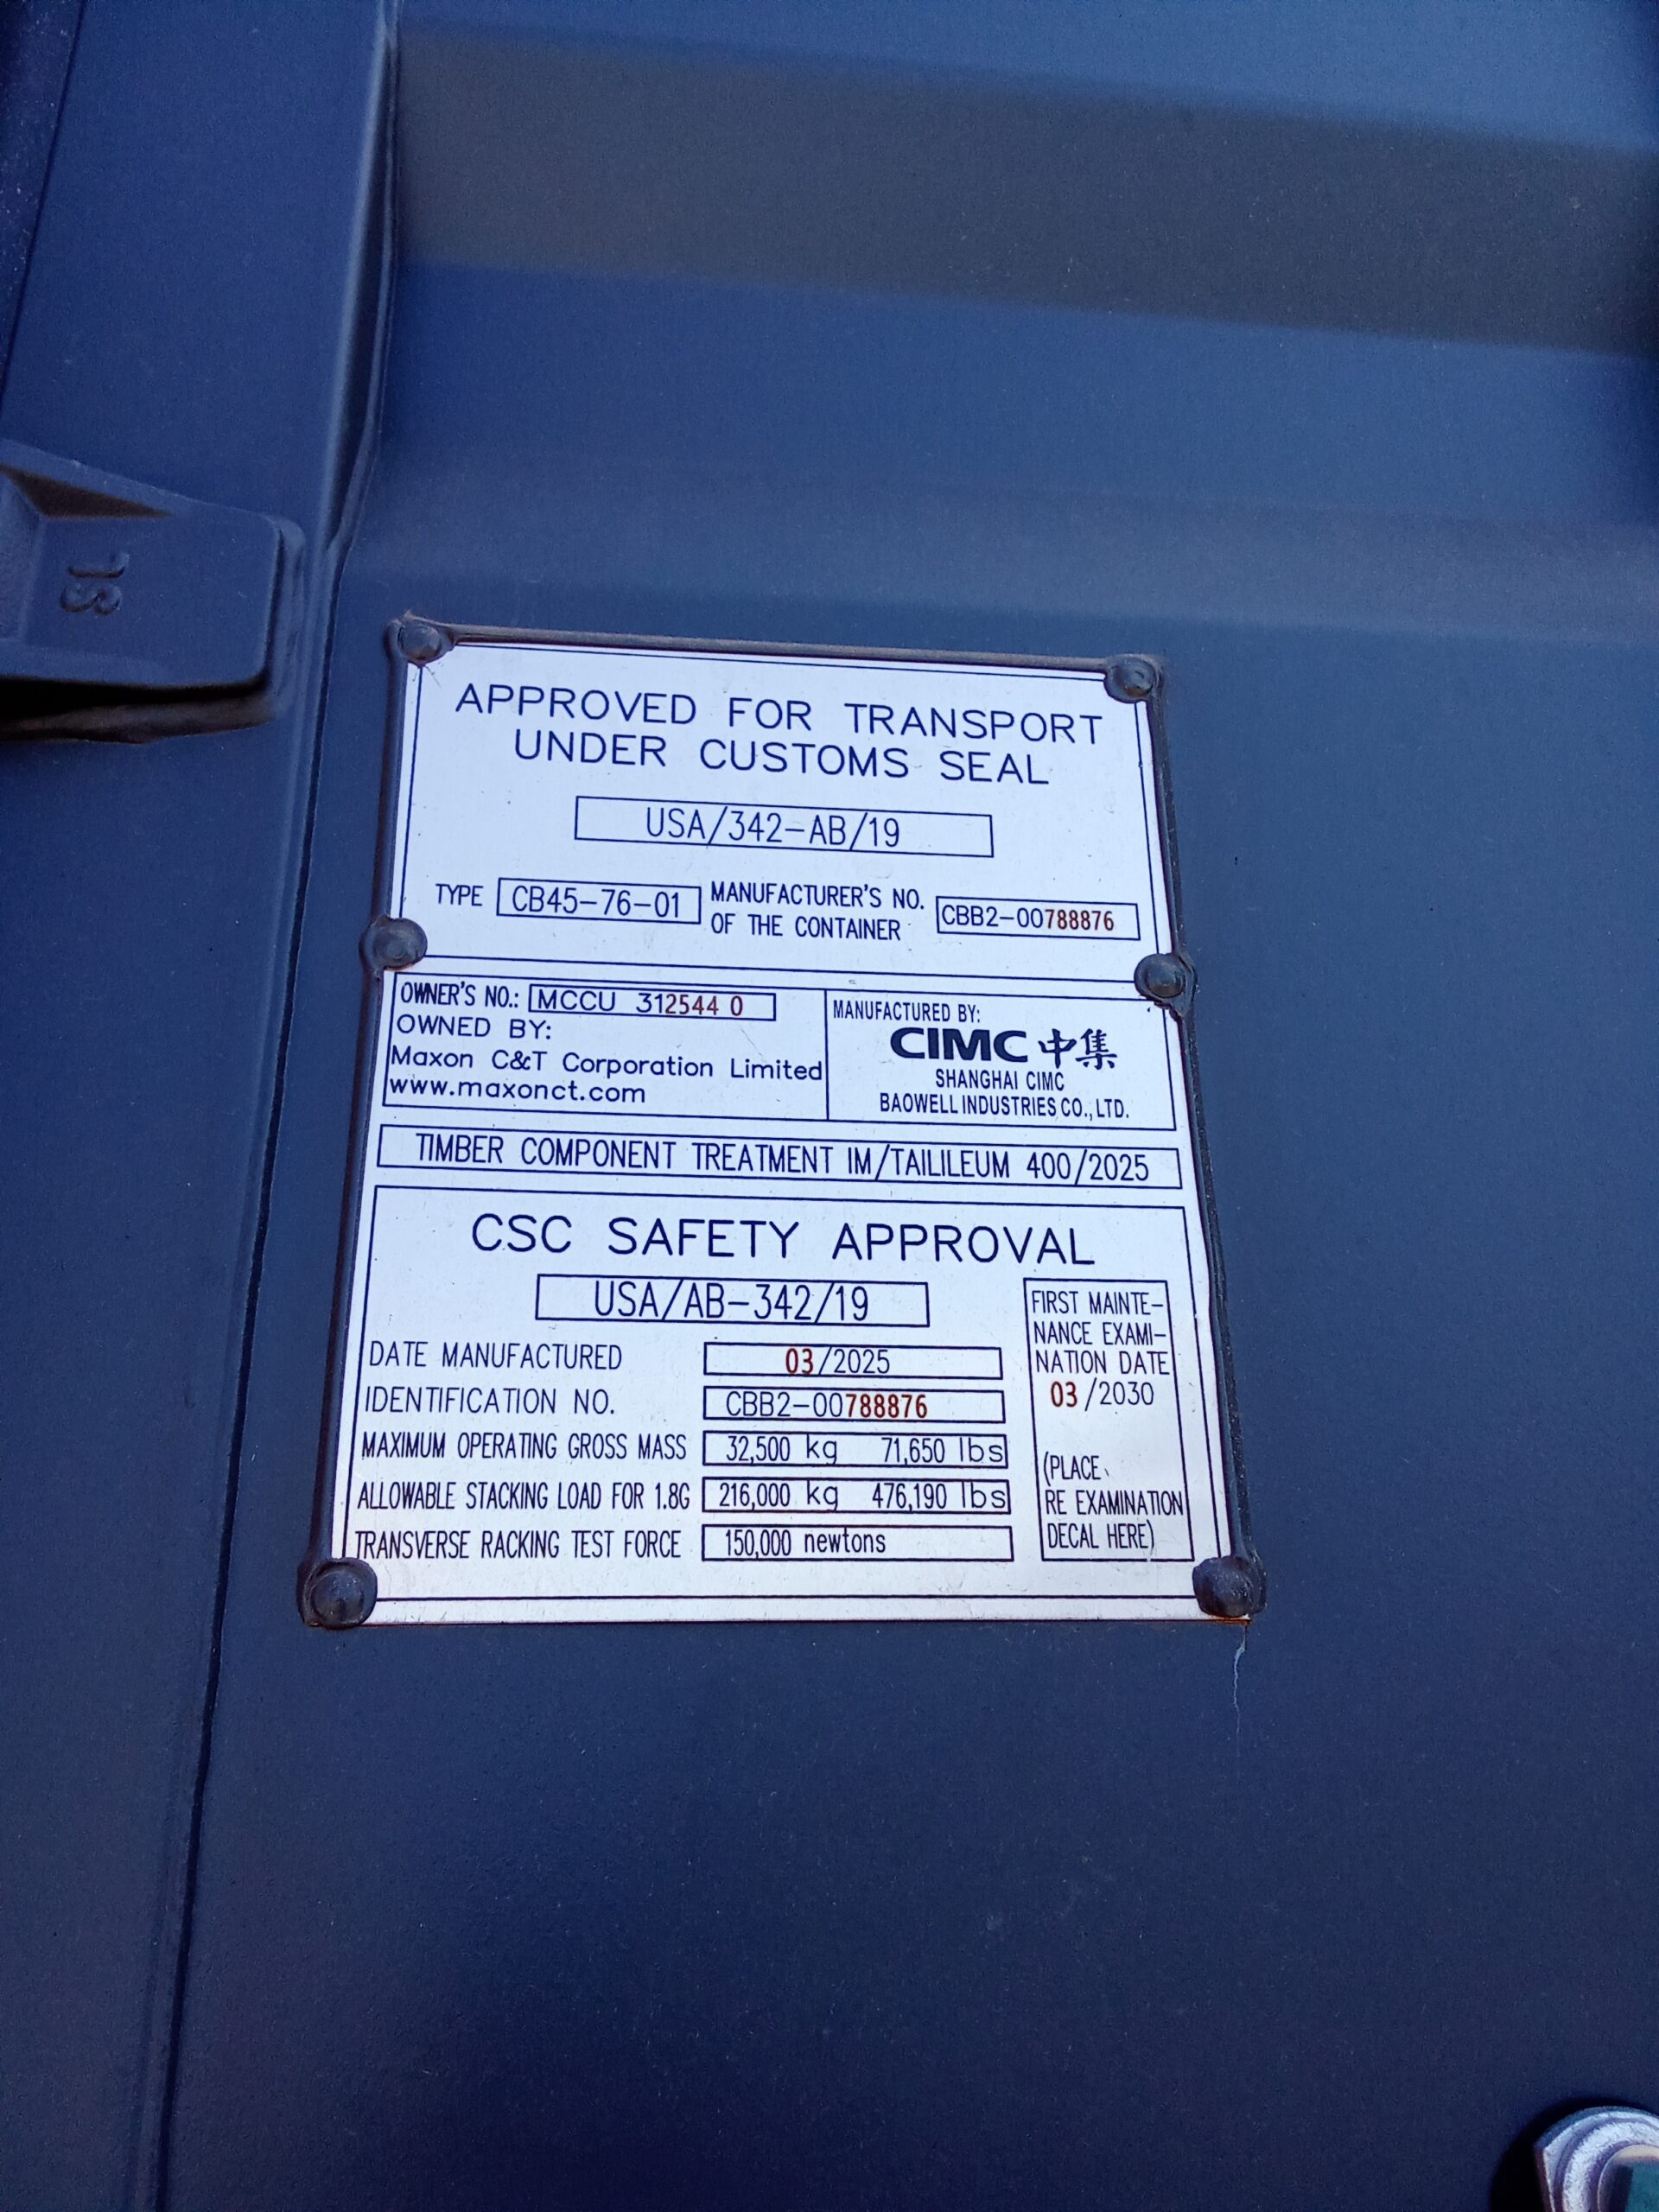 JS
APPROVED FOR TRANSPORT
UNDER CUSTOMS SEAL
USA/342-AB/19
TYPE CB45-76-01 MANUFACTURER'S NO.
OF THE CONTAINER CBB2-00788876
OWNER'S NO.: MCCU 312544 0
OWNED BY:
Maxon C&T Corporation Limited
www.maxonct.com
MANUFACTURED BY:
CIMC 中集
SHANGHAI CIMC
BAOWELL INDUSTRIES CO., LTD.
TIMBER COMPONENT TREATMENT IM/TAILILEUM 400/2025
CSC SAFETY APPROVAL
USA/AB-342/19
DATE MANUFACTURED 03/2025
IDENTIFICATION NO. CBB2-00788876
MAXIMUM OPERATING GROSS MASS 32,500 kg 71,650 lbs
ALLOWABLE STACKING LOAD FOR 1.8G 216,000 kg 476,190 lbs
TRANSVERSE RACKING TEST FORCE 150,000 newtons
FIRST MAINTE-
NANCE EXAMI-
NATION DATE
03/2030
(PLACE
RE EXAMINATION
DECAL HERE)